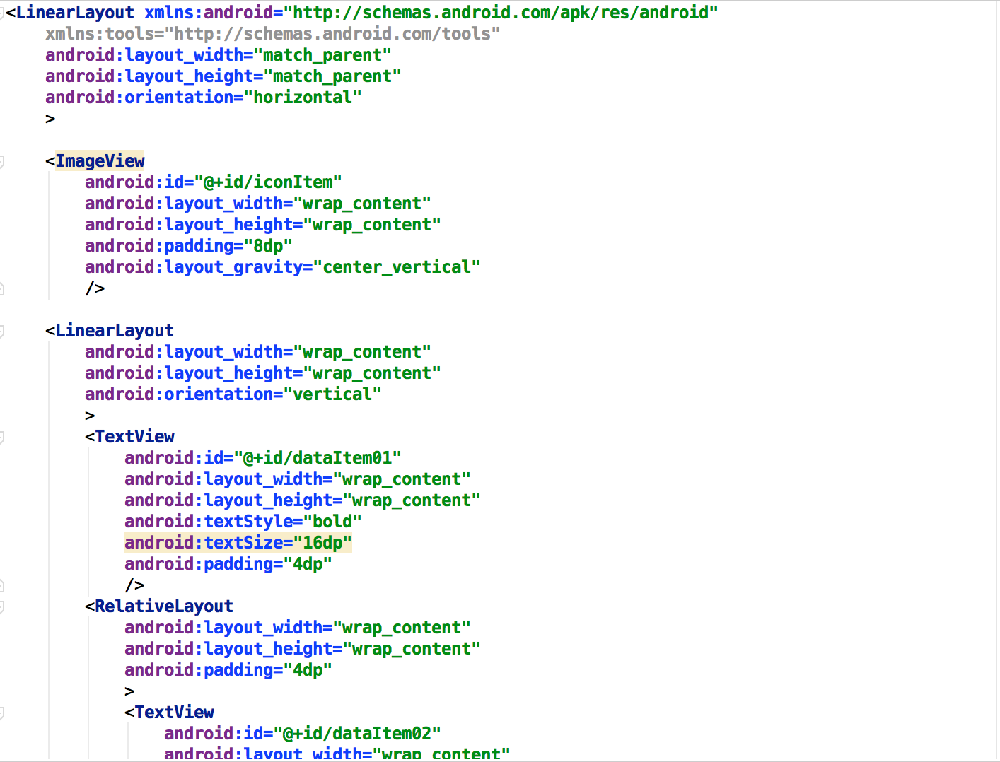 <LinearLayout xmlns:android="http://schemas.android.com/apk/res/android"
    xmlns:tools="http://schemas.android.com/tools"
    android:layout_width="match_parent"
    android:layout_height="match_parent"
    android:orientation="horizontal"
    >

    <ImageView
        android:id="@+id/iconItem"
        android:layout_width="wrap_content"
        android:layout_height="wrap_content"
        android:padding="8dp"
        android:layout_gravity="center_vertical"
        />

    <LinearLayout
        android:layout_width="wrap_content"
        android:layout_height="wrap_content"
        android:orientation="vertical"
        >
        <TextView
            android:id="@+id/dataItem01"
            android:layout_width="wrap_content"
            android:layout_height="wrap_content"
            android:textStyle="bold"
            android:textSize="16dp"
            android:padding="4dp"
            />
        <RelativeLayout
            android:layout_width="wrap_content"
            android:layout_height="wrap_content"
            android:padding="4dp"
            >
            <TextView
                android:id="@+id/dataItem02"
                android:layout_width="wrap_content"